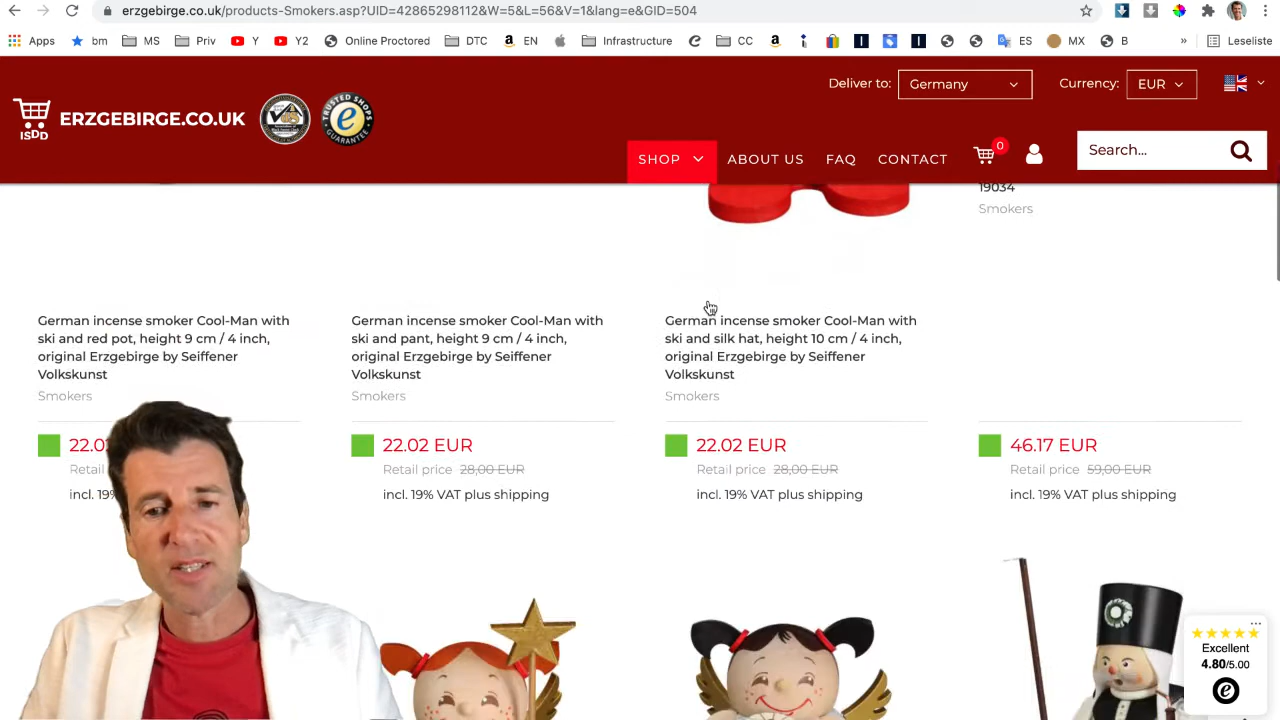 erzgebirge.co.uk/products-Smokers.asp?UID=42865298112&W=5&L=56&V=1&lang=e&GID=504
Apps bm MS Priv Y Y2 Online Proctored DTC EN Infrastructure CC ES MX B » Leseliste
Deliver to: Germany Currency: EUR
ISDD ERZGEBIRGE.CO.UK
SHOP ABOUT US FAQ CONTACT 0 Search...
19034
Smokers
German incense smoker Cool-Man with
ski and red pot, height 9 cm / 4 inch,
original Erzgebirge by Seiffener
Volkskunst
Smokers
22.0
Retail
incl. 19%
German incense smoker Cool-Man with
ski and pant, height 9 cm / 4 inch,
original Erzgebirge by Seiffener
Volkskunst
Smokers
22.02 EUR
Retail price 28,00 EUR
incl. 19% VAT plus shipping
German incense smoker Cool-Man with
ski and silk hat, height 10 cm / 4 inch,
original Erzgebirge by Seiffener
Volkskunst
Smokers
22.02 EUR
Retail price 28,00 EUR
incl. 19% VAT plus shipping
46.17 EUR
Retail price 59,00 EUR
incl. 19% VAT plus shipping
Excellent
4.80/5.00